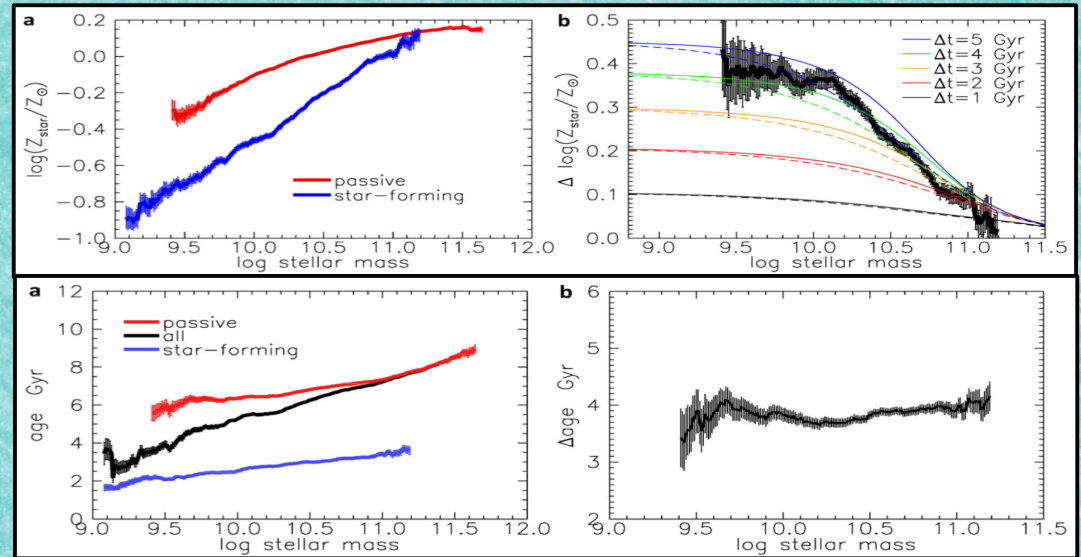 a
0.2
0.0
−0.2
−0.4
−0.6
−0.8
−1.0
log(Z_star/Z_⊙)
passive
star−forming
9.0 9.5 10.0 10.5 11.0 11.5 12.0
log stellar mass
b
0.5
0.4
0.3
0.2
0.1
0.0
Δ log(Z_star/Z_⊙)
Δt=5 Gyr
Δt=4 Gyr
Δt=3 Gyr
Δt=2 Gyr
Δt=1 Gyr
9.0 9.5 10.0 10.5 11.0 11.5
log stellar mass
a
12
10
8
6
4
2
0
age Gyr
passive
all
star−forming
9.0 9.5 10.0 10.5 11.0 11.5 12.0
log stellar mass
b
6
5
4
3
2
Δage Gyr
9.0 9.5 10.0 10.5 11.0 11.5
log stellar mass